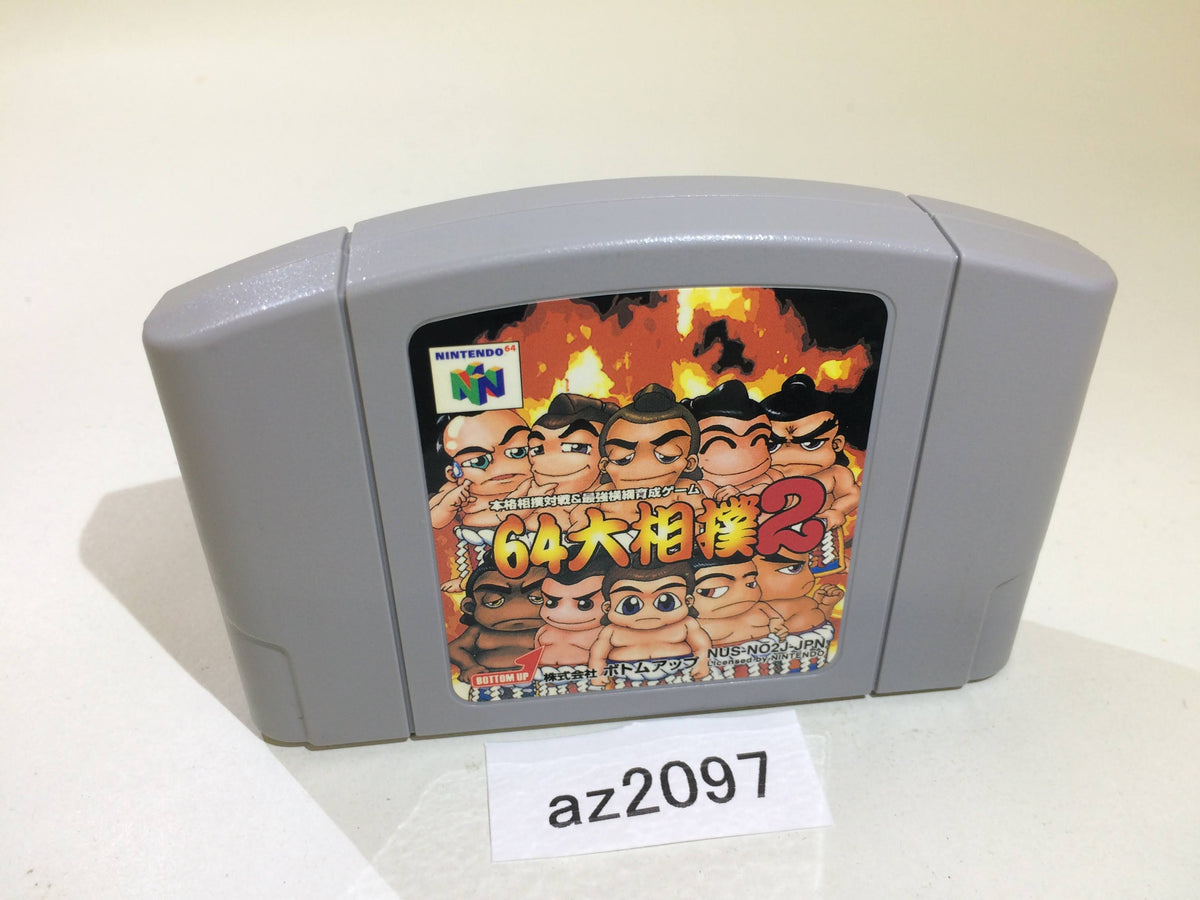 NINTENDO 64
本格相撲対戦&最強横綱育成ゲーム
64大相撲2
NUS-NO2J-JPN
Licensed by NINTENDO
BOTTOM UP
株式会社 ボトムアップ
az2097